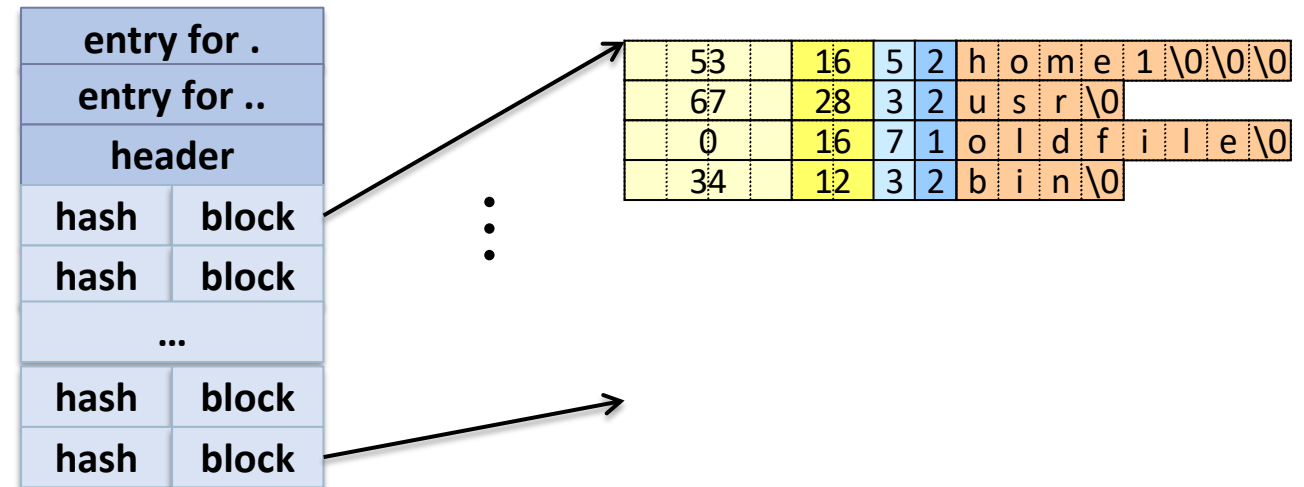 entry for .
entry for ..
header
hash block
hash block
...
hash block
hash block
53 16 5 2 h o m e 1 \0 \0 \0
67 28 3 2 u s r \0
0 16 7 1 o l d f i l e \0
34 12 3 2 b i n \0